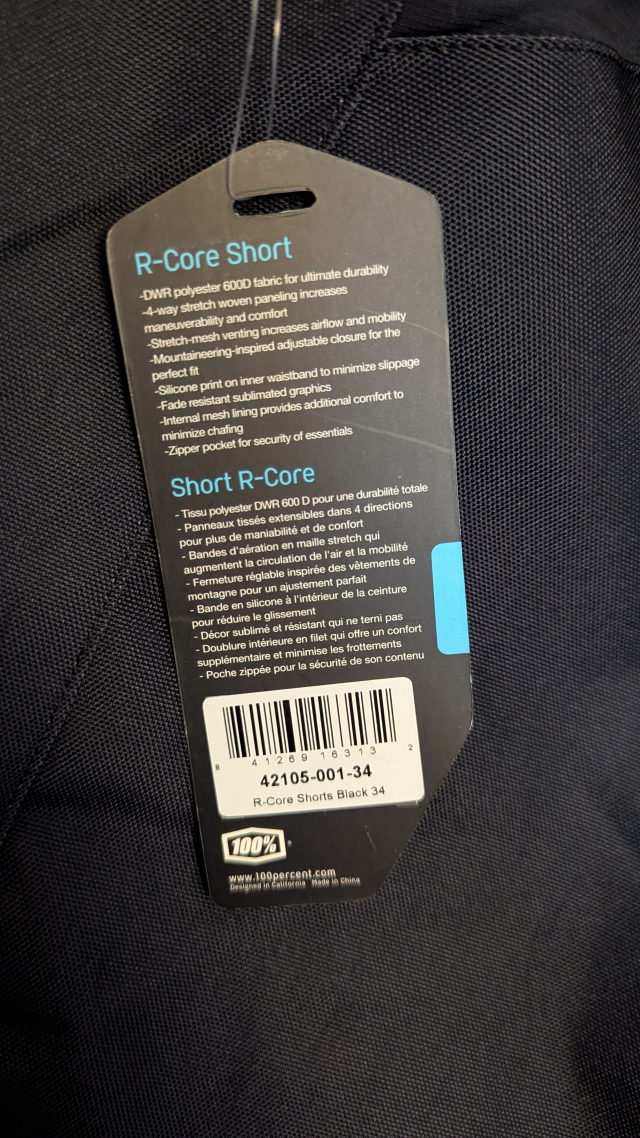 R-Core Short
-DWR polyester 600D fabric for ultimate durability
-4-way stretch woven paneling increases
maneuverability and comfort
-Stretch-mesh venting increases airflow and mobility
-Mountaineering-inspired adjustable closure for the
perfect fit
-Silicone print on inner waistband to minimize slippage
-Fade resistant sublimated graphics
-Internal mesh lining provides additional comfort to
minimize chafing
-Zipper pocket for security of essentials
Short R-Core
- Tissu polyester DWR 600 D pour une durabilité totale
- Panneaux tissés extensibles dans 4 directions
pour plus de maniabilité et de confort
- Bandes d'aération en maille stretch qui
augmentent la circulation de l'air et la mobilité
- Fermeture réglable inspirée des vêtements de
montagne pour un ajustement parfait
- Bande en silicone à l'intérieur de la ceinture
pour réduire le glissement
- Décor sublimé et résistant qui ne terni pas
- Doublure intérieure en filet qui offre un confort
supplémentaire et minimise les frottements
- Poche zippée pour la sécurité de son contenu
8 41269 16313 2
42105-001-34
R-Core Shorts Black 34
100%
www.100percent.com
Designed in California Made in China